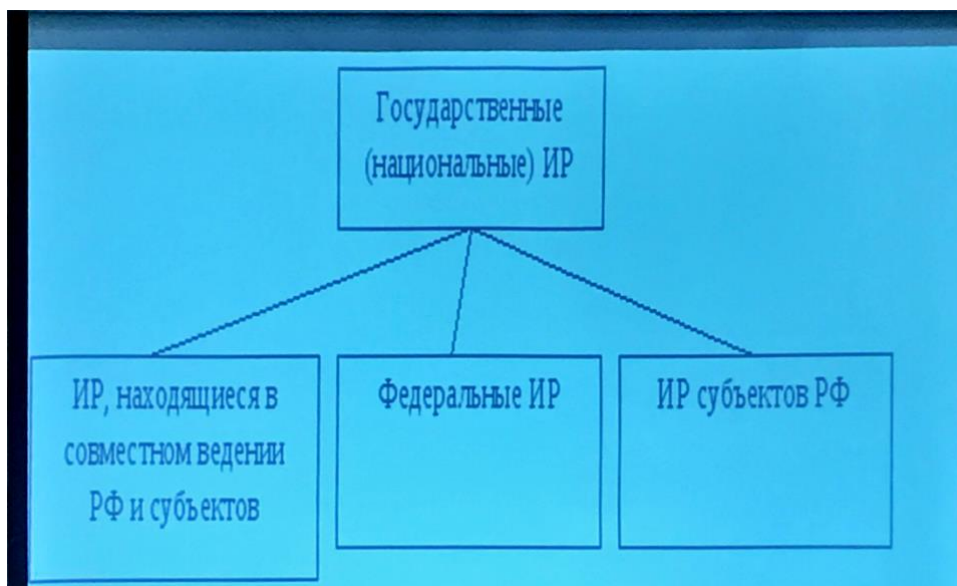 Государственные
(национальные) ИР
ИР, находящиеся в
совместном ведении
РФ и субъектов
Федеральные ИР
ИР субъектов РФ